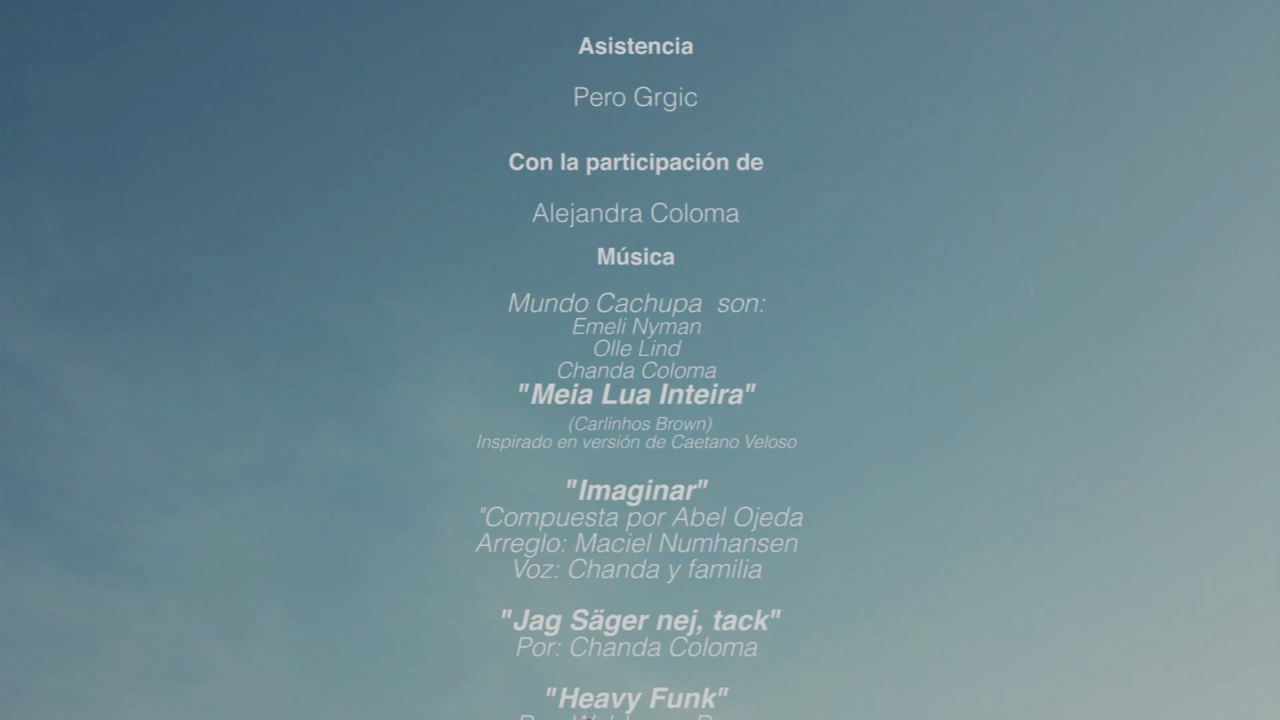 Asistencia
Pero Grgic
Con la participación de
Alejandra Coloma
Música
Mundo Cachupa  son:
Emeli Nyman
Olle Lind
Chanda Coloma
"Meia Lua Inteira"
(Carlinhos Brown)
Inspirado en versión de Caetano Veloso
"Imaginar"
"Compuesta por Abel Ojeda
Arreglo: Maciel Numhansen
Voz: Chanda y familia
"Jag Säger nej, tack"
Por: Chanda Coloma
"Heavy Funk"